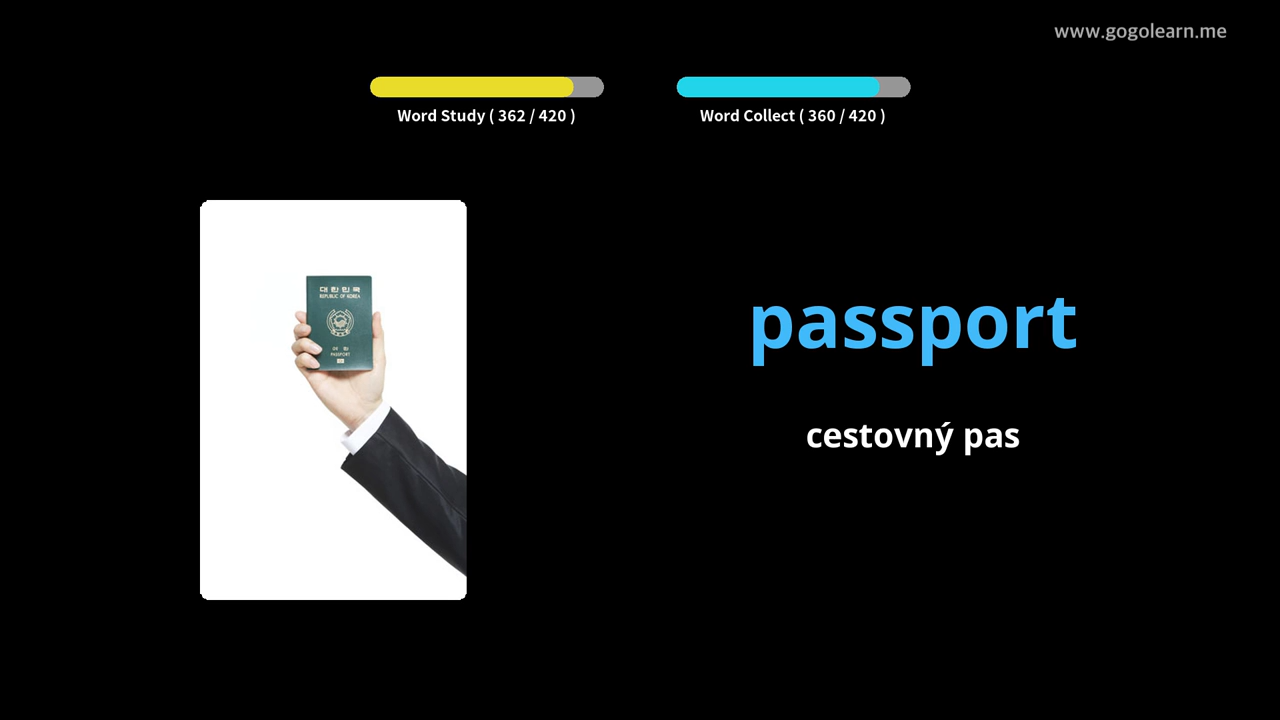 www.gogolearn.me
Word Study ( 362 / 420 )
Word Collect ( 360 / 420 )
대한민국
REPUBLIC OF KOREA
PASSPORT
passport
cestovný pas